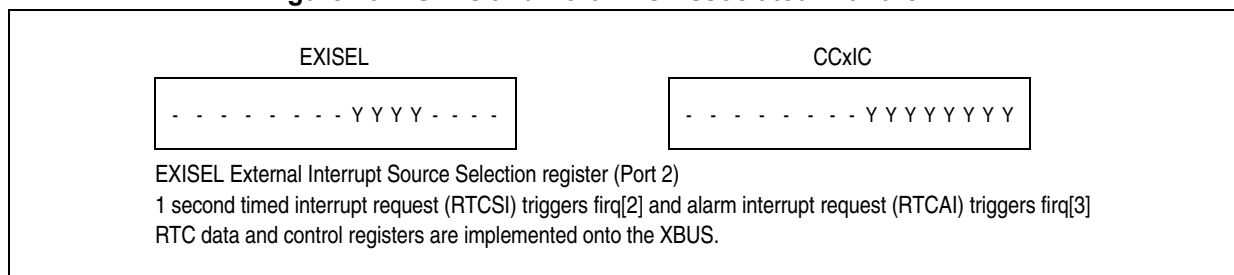 EXISEL CCxIC
- - - - - - - - Y Y Y Y - - - - - - - - - - - - Y Y Y Y Y Y Y Y
EXISEL External Interrupt Source Selection register (Port 2)
1 second timed interrupt request (RTCSI) triggers firq[2] and alarm interrupt request (RTCAI) triggers firq[3]
RTC data and control registers are implemented onto the XBUS.